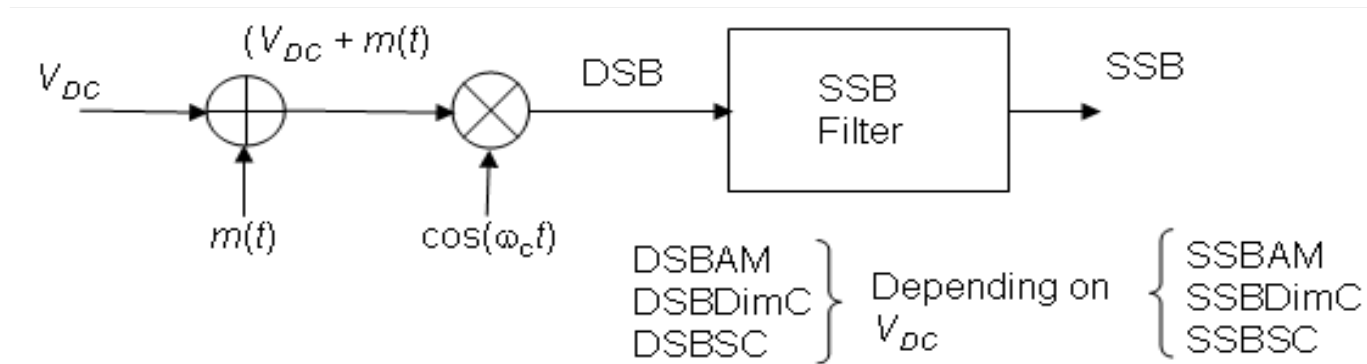 V_DC
(V_DC + m(t)
DSB
SSB
SSB
Filter
m(t)
cos(ω_c t)
DSBAM
DSBDimC
DSBSC
Depending on
V_DC
SSBAM
SSBDimC
SSBSC